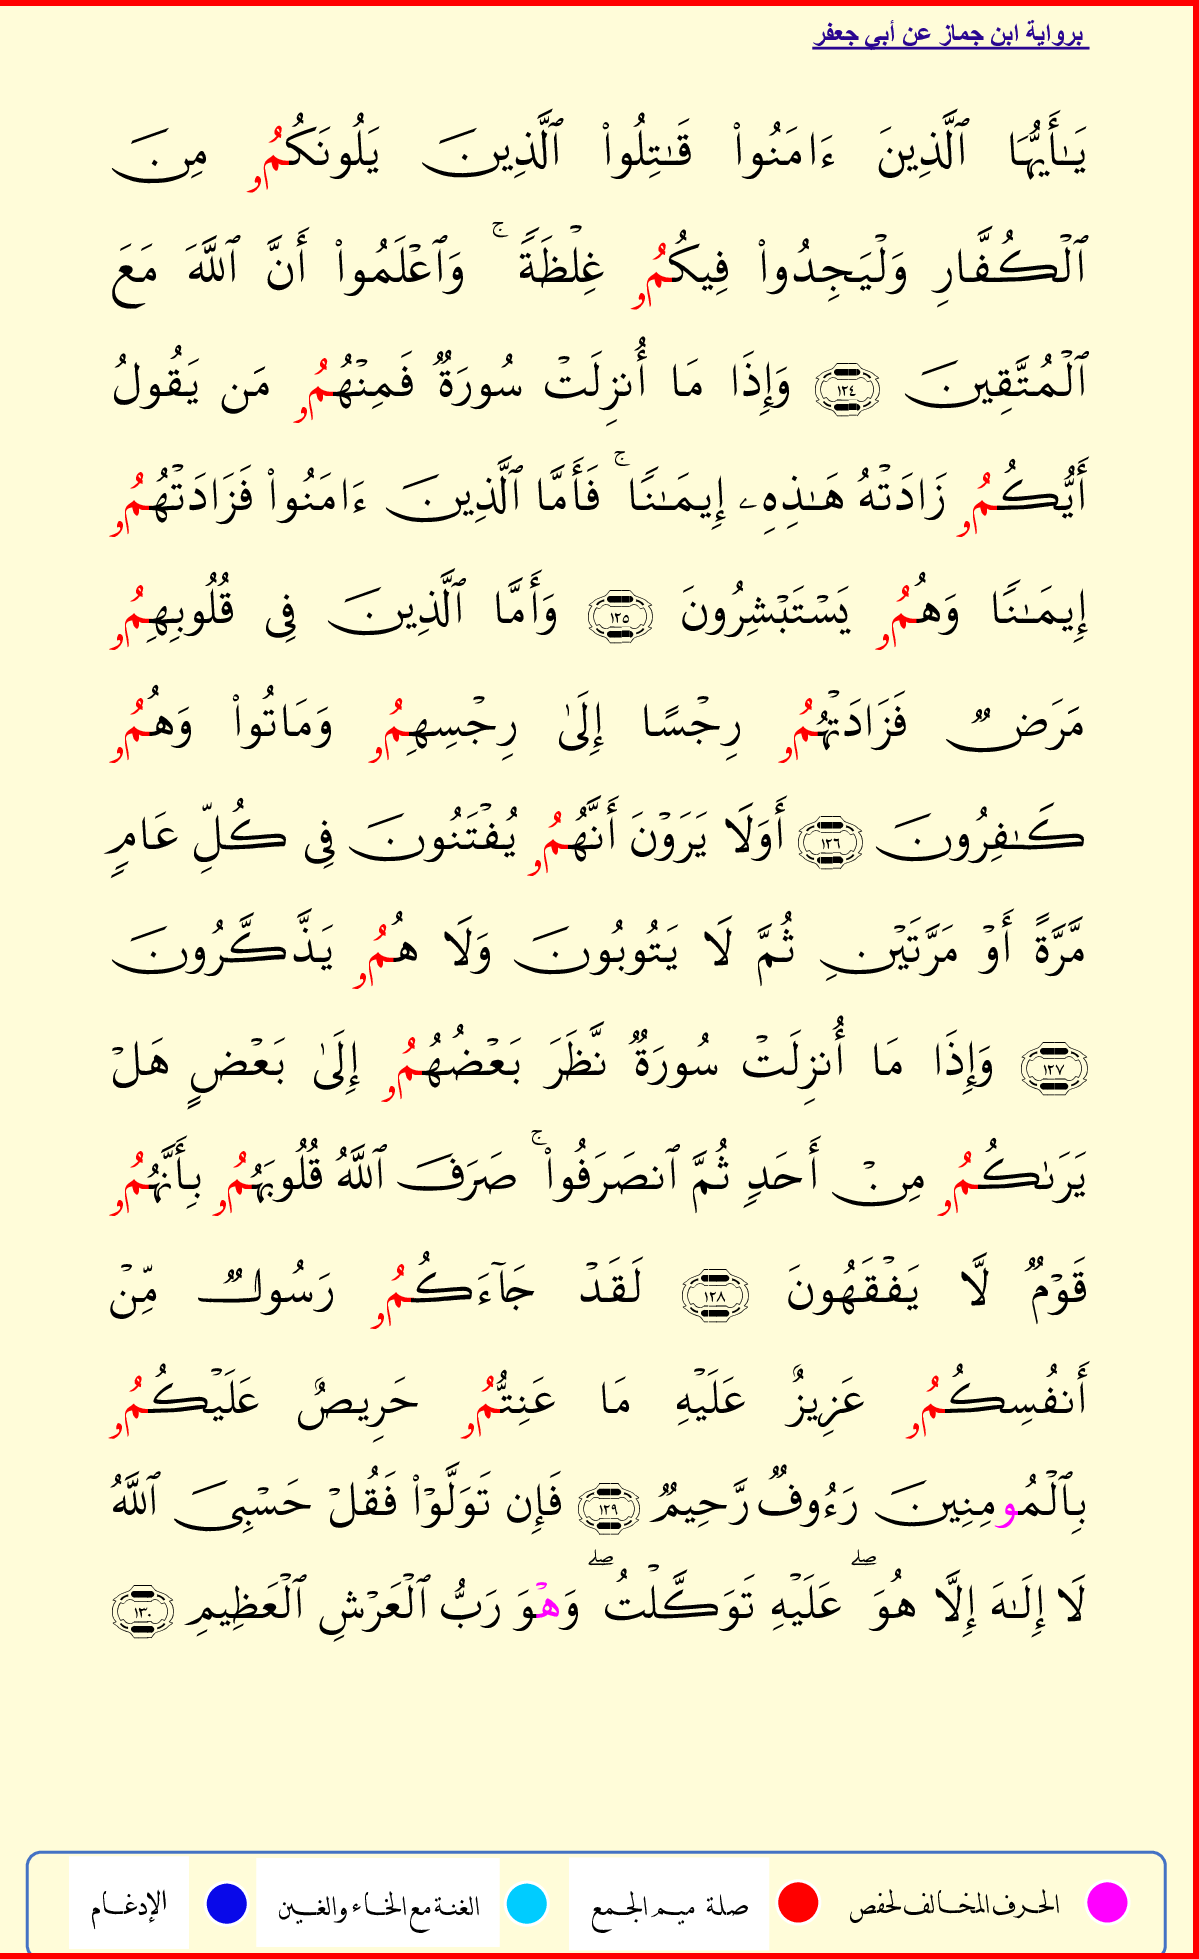 برواية ابن جماز عن أبي جعفر
يَـٰٓأَيُّهَا ٱلَّذِينَ ءَامَنُوا۟ قَـٰتِلُوا۟ ٱلَّذِينَ يَلُونَكُمُۥ مِنَ
ٱلْكُفَّارِ وَلْيَجِدُوا۟ فِيكُمُۥ غِلْظَةً ۚ وَٱعْلَمُوا۟ أَنَّ ٱللَّهَ مَعَ
ٱلْمُتَّقِينَ ١٢٤ وَإِذَا مَا أُنزِلَتْ سُورَةٌ فَمِنْهُمُۥ مَن يَقُولُ
أَيُّكُمُۥ زَادَتْهُ هَـٰذِهِۦ إِيمَـٰنًا ۚ فَأَمَّا ٱلَّذِينَ ءَامَنُوا۟ فَزَادَتْهُمُۥ
إِيمَـٰنًا وَهُمُۥ يَسْتَبْشِرُونَ ١٢٥ وَأَمَّا ٱلَّذِينَ فِى قُلُوبِهِمُۥ
مَرَضٌ فَزَادَتْهُمُۥ رِجْسًا إِلَىٰ رِجْسِهِمُۥ وَمَاتُوا۟ وَهُمُۥ
كَـٰفِرُونَ ١٢٦ أَوَلَا يَرَوْنَ أَنَّهُمُۥ يُفْتَنُونَ فِى كُلِّ عَامٍ
مَّرَّةً أَوْ مَرَّتَيْنِ ثُمَّ لَا يَتُوبُونَ وَلَا هُمُۥ يَذَّكَّرُونَ
١٢٧ وَإِذَا مَا أُنزِلَتْ سُورَةٌ نَّظَرَ بَعْضُهُمُۥ إِلَىٰ بَعْضٍ هَلْ
يَرَىٰكُمُۥ مِنْ أَحَدٍ ثُمَّ ٱنصَرَفُوا۟ ۚ صَرَفَ ٱللَّهُ قُلُوبَهُمُۥ بِأَنَّهُمُۥ
قَوْمٌ لَّا يَفْقَهُونَ ١٢٨ لَقَدْ جَآءَكُمُۥ رَسُولٌ مِّنْ
أَنفُسِكُمُۥ عَزِيزٌ عَلَيْهِ مَا عَنِتُّمُۥ حَرِيصٌ عَلَيْكُمُۥ
بِٱلْمُومِنِينَ رَءُوفٌ رَّحِيمٌ ١٢٩ فَإِن تَوَلَّوْا۟ فَقُلْ حَسْبِىَ ٱللَّهُ
لَا إِلَـٰهَ إِلَّا هُوَ ۖ عَلَيْهِ تَوَكَّلْتُ ۖ وَهْوَ رَبُّ ٱلْعَرْشِ ٱلْعَظِيمِ ١٣٠
الحرف المخالف لحفص صلة ميم الجمع الغنة مع الخاء والغين الإدغام